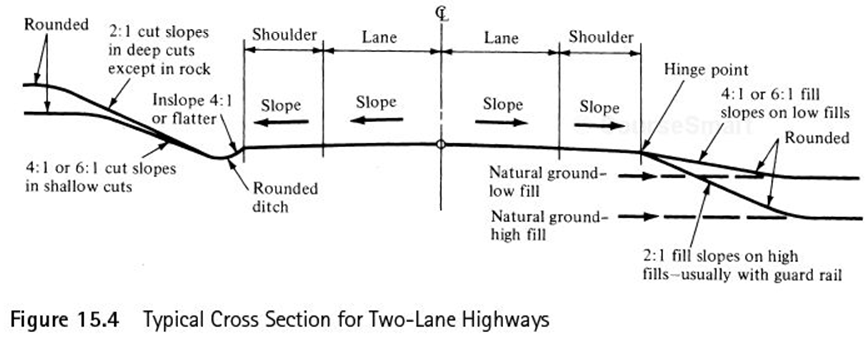 Rounded
2:1 cut slopes
in deep cuts
except in rock
Shoulder
Lane
℄
Lane
Shoulder
Hinge point
4:1 or 6:1 fill
slopes on low fills
Rounded
Inslope 4:1
or flatter
Slope
Slope
Slope
Slope
4:1 or 6:1 cut slopes
in shallow cuts
Rounded
ditch
Natural ground-
low fill
Natural ground-
high fill
2:1 fill slopes on high
fills—usually with guard rail
Figure 15.4 Typical Cross Section for Two-Lane Highways